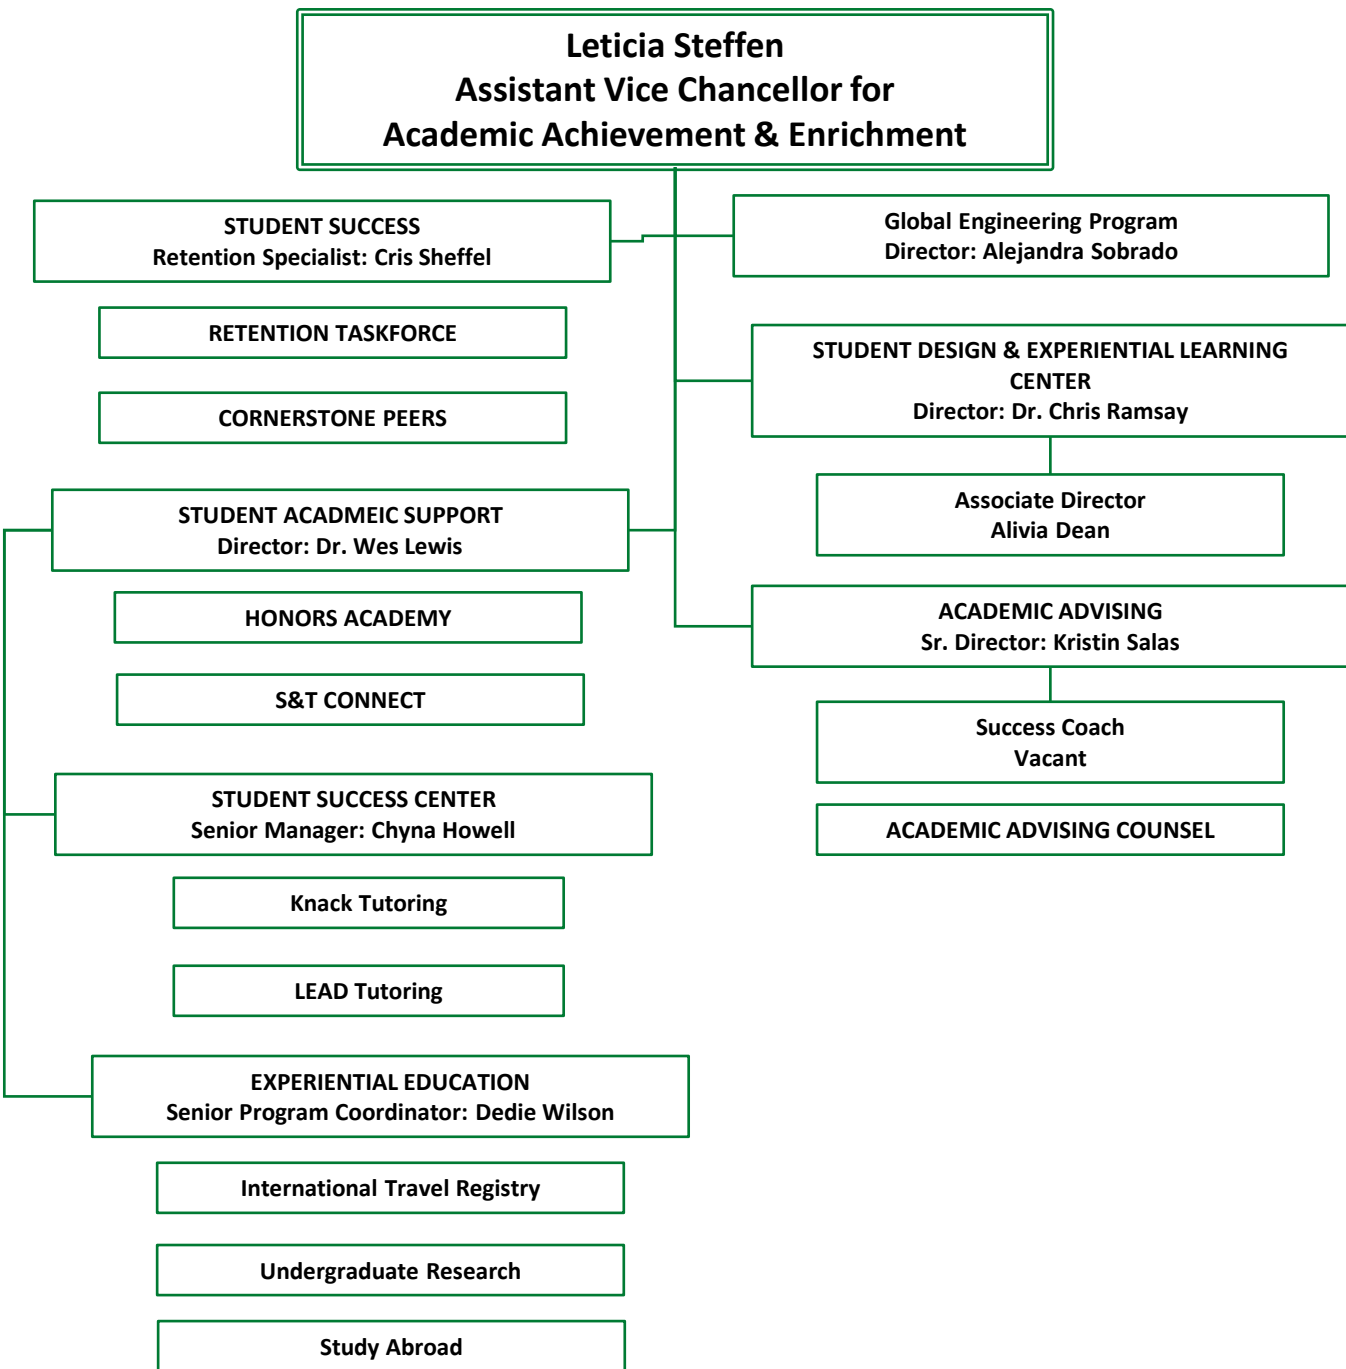 Leticia Steffen
Assistant Vice Chancellor for
Academic Achievement & Enrichment
STUDENT SUCCESS
Retention Specialist: Cris Sheffel
RETENTION TASKFORCE
CORNERSTONE PEERS
STUDENT ACADMEIC SUPPORT
Director: Dr. Wes Lewis
HONORS ACADEMY
S&T CONNECT
STUDENT SUCCESS CENTER
Senior Manager: Chyna Howell
Knack Tutoring
LEAD Tutoring
EXPERIENTIAL EDUCATION
Senior Program Coordinator: Dedie Wilson
International Travel Registry
Undergraduate Research
Study Abroad
Global Engineering Program
Director: Alejandra Sobrado
STUDENT DESIGN & EXPERIENTIAL LEARNING
CENTER
Director: Dr. Chris Ramsay
Associate Director
Alivia Dean
ACADEMIC ADVISING
Sr. Director: Kristin Salas
Success Coach
Vacant
ACADEMIC ADVISING COUNSEL